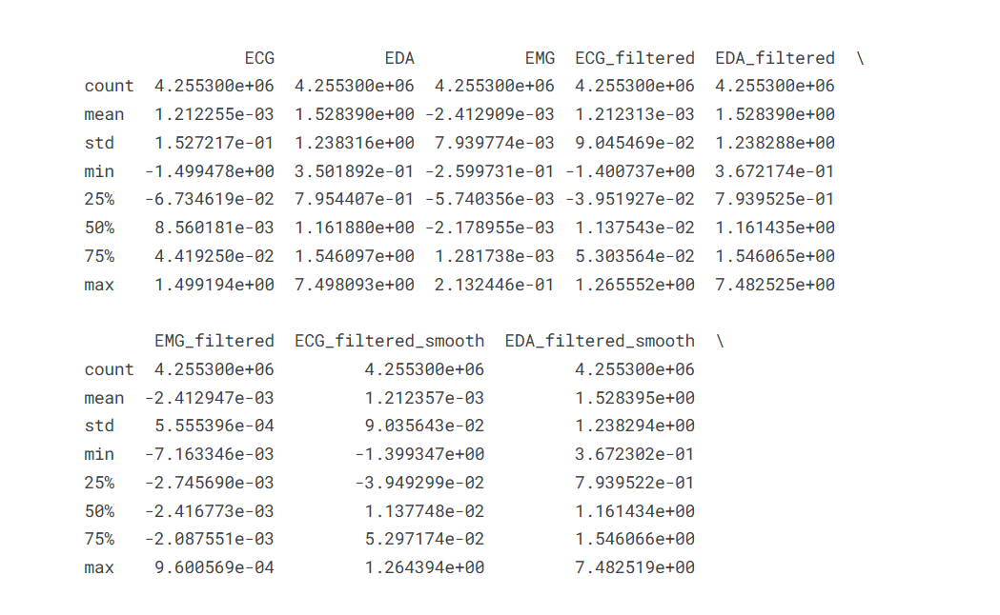 ECG EDA EMG ECG_filtered EDA_filtered \
count 4.255300e+06 4.255300e+06 4.255300e+06 4.255300e+06 4.255300e+06
mean 1.212255e-03 1.528390e+00 -2.412909e-03 1.212313e-03 1.528390e+00
std 1.527217e-01 1.238316e+00 7.939774e-03 9.045469e-02 1.238288e+00
min -1.499478e+00 3.501892e-01 -2.599731e-01 -1.400737e+00 3.672174e-01
25% -6.734619e-02 7.954407e-01 -5.740356e-03 -3.951927e-02 7.939525e-01
50% 8.560181e-03 1.161880e+00 -2.178955e-03 1.137543e-02 1.161435e+00
75% 4.419250e-02 1.546097e+00 1.281738e-03 5.303564e-02 1.546065e+00
max 1.499194e+00 7.498093e+00 2.132446e-01 1.265552e+00 7.482525e+00
EMG_filtered ECG_filtered_smooth EDA_filtered_smooth \
count 4.255300e+06 4.255300e+06 4.255300e+06
mean -2.412947e-03 1.212357e-03 1.528395e+00
std 5.555396e-04 9.035643e-02 1.238294e+00
min -7.163346e-03 -1.399347e+00 3.672302e-01
25% -2.745690e-03 -3.949299e-02 7.939522e-01
50% -2.416773e-03 1.137748e-02 1.161434e+00
75% -2.087551e-03 5.297174e-02 1.546066e+00
max 9.600569e-04 1.264394e+00 7.482519e+00